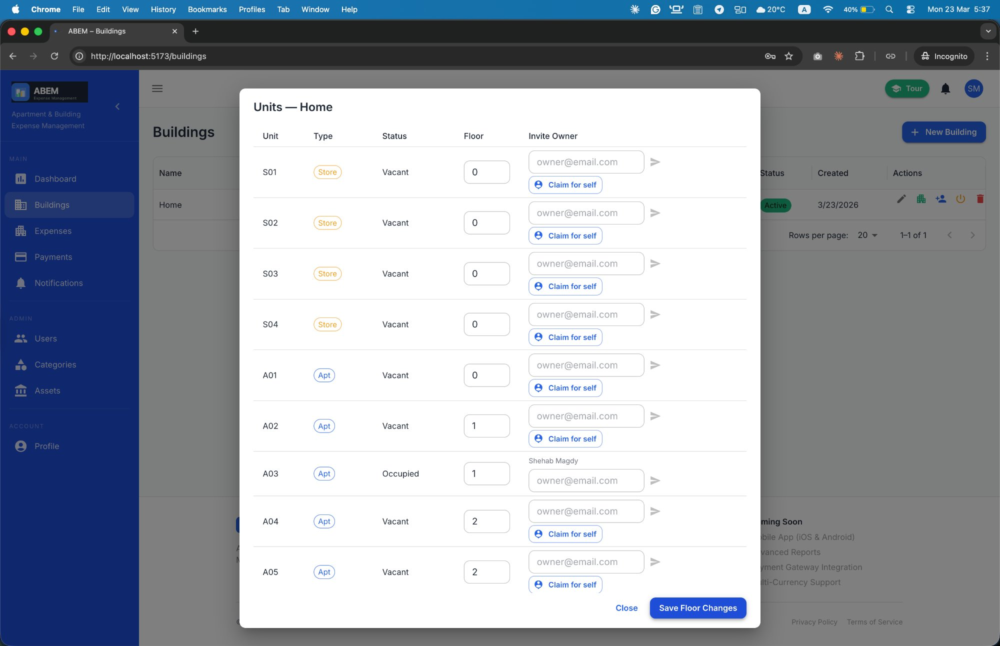 Chrome File Edit View History Bookmarks Profiles Tab Window Help
20°C A 40% Mon 23 Mar 5:37
ABEM – Buildings
http://localhost:5173/buildings
Incognito
ABEM
Expense Management
Apartment & Building
Expense Management
MAIN
Dashboard
Buildings
Expenses
Payments
Notifications
ADMIN
Users
Categories
Assets
ACCOUNT
Profile
Tour
SM
Buildings
New Building
Name
Status Created Actions
Home
Active 3/23/2026
Rows per page: 20 1–1 of 1
Units — Home
Unit Type Status Floor Invite Owner
S01 Store Vacant 0 owner@email.com
Claim for self
S02 Store Vacant 0 owner@email.com
Claim for self
S03 Store Vacant 0 owner@email.com
Claim for self
S04 Store Vacant 0 owner@email.com
Claim for self
A01 Apt Vacant 0 owner@email.com
Claim for self
A02 Apt Vacant 1 owner@email.com
Claim for self
Shehab Magdy
A03 Apt Occupied 1 owner@email.com
A04 Apt Vacant 2 owner@email.com
Claim for self
A05 Apt Vacant 2 owner@email.com
Claim for self
Close Save Floor Changes
ming Soon
bile App (iOS & Android)
vanced Reports
yment Gateway Integration
lti-Currency Support
Privacy Policy Terms of Service